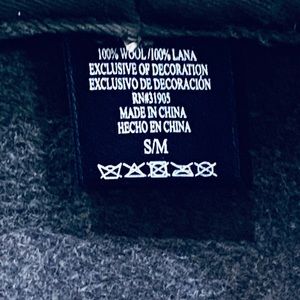 100% WOOL/100% LANA
EXCLUSIVE OF DECORATION
EXCLUSIVO DE DECORACIÓN
RN#31905
MADE IN CHINA
HECHO EN CHINA
S/M